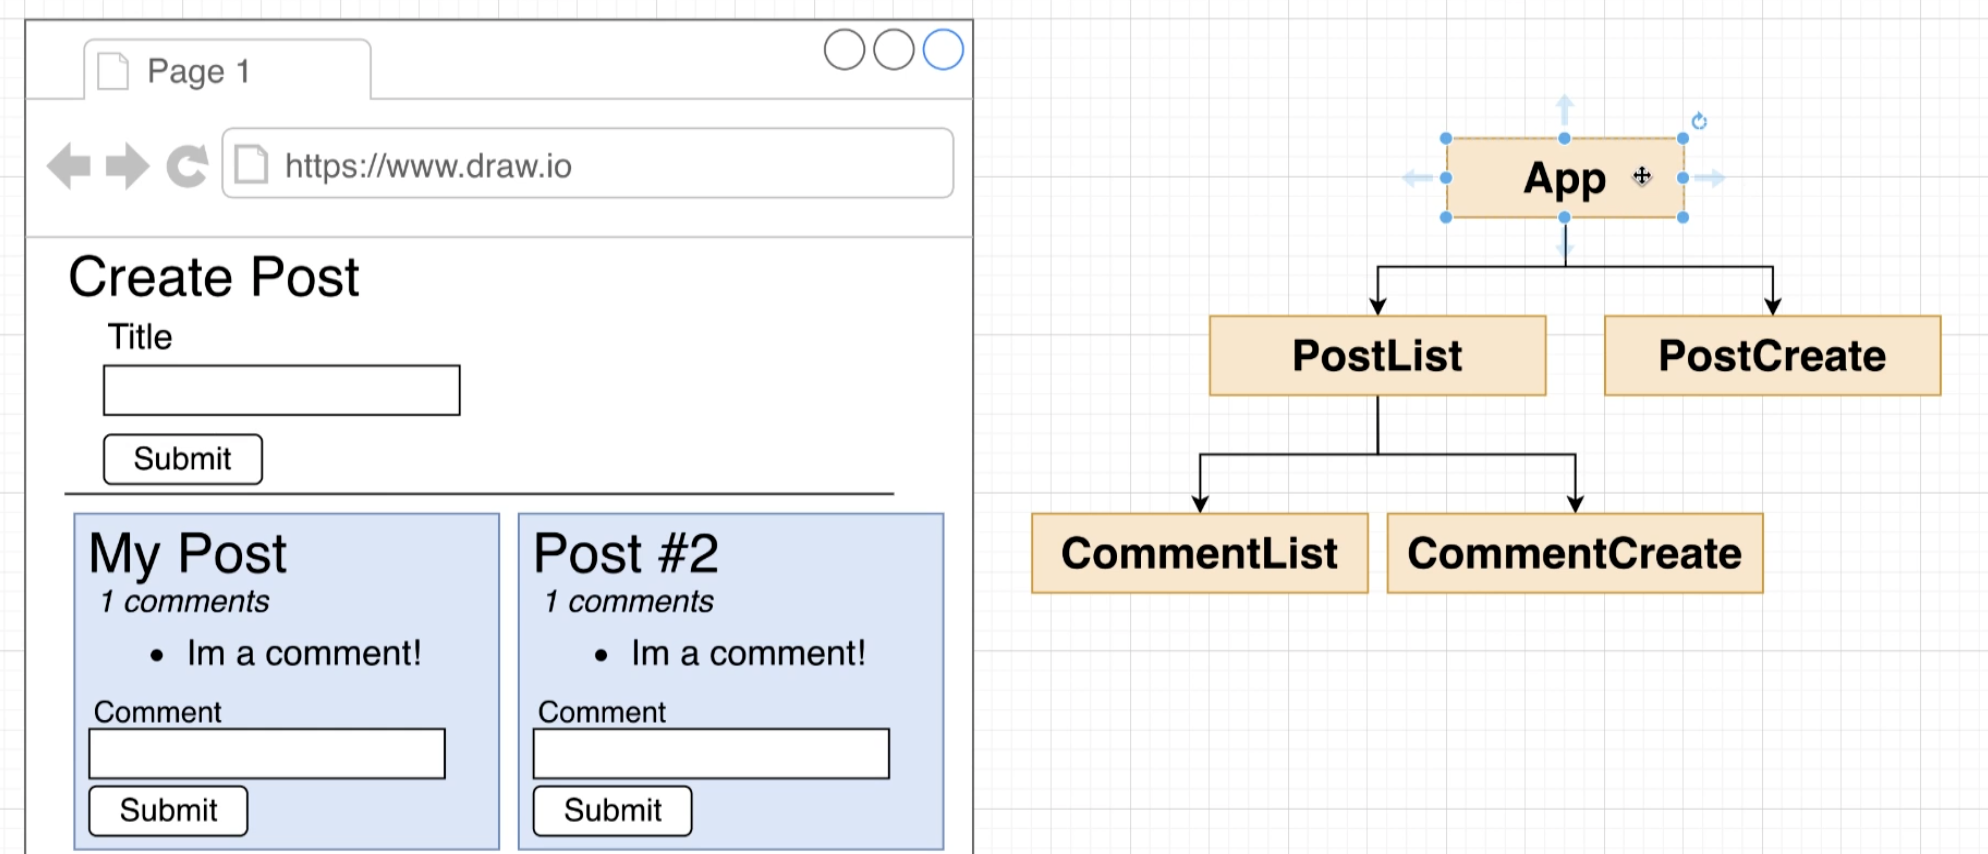 Page 1
https://www.draw.io
Create Post
Title
Submit
My Post
1 comments
Im a comment!
Comment
Submit
Post #2
1 comments
Im a comment!
Comment
Submit
App
PostList
PostCreate
CommentList
CommentCreate